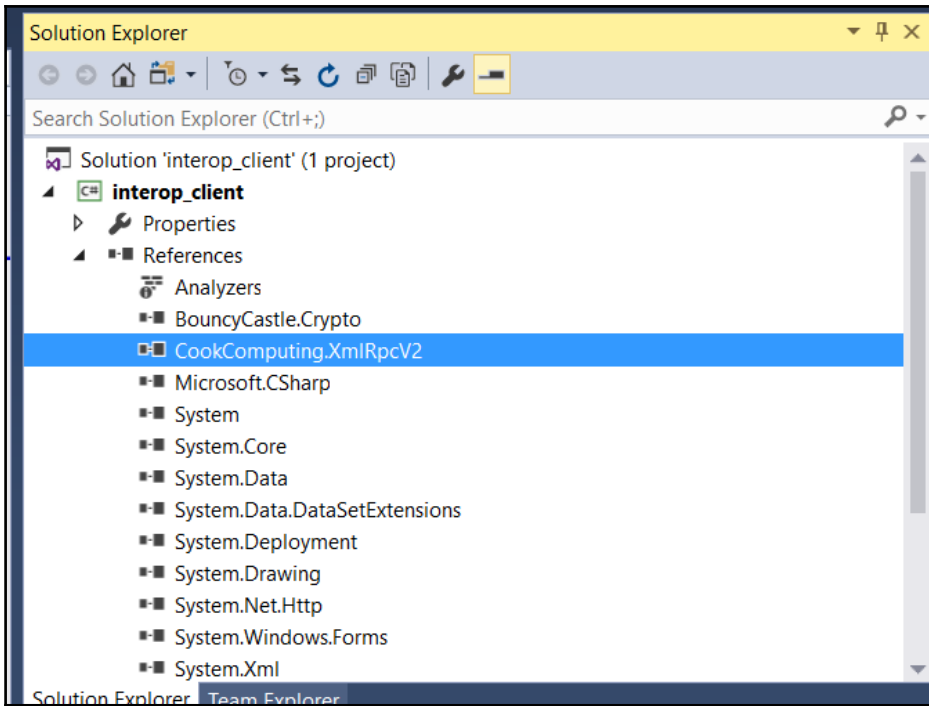 Solution Explorer
Search Solution Explorer (Ctrl+;)
Solution 'interop_client' (1 project)
C# interop_client
Properties
References
Analyzers
BouncyCastle.Crypto
CookComputing.XmlRpcV2
Microsoft.CSharp
System
System.Core
System.Data
System.Data.DataSetExtensions
System.Deployment
System.Drawing
System.Net.Http
System.Windows.Forms
System.Xml
Solution Explorer Team Explorer